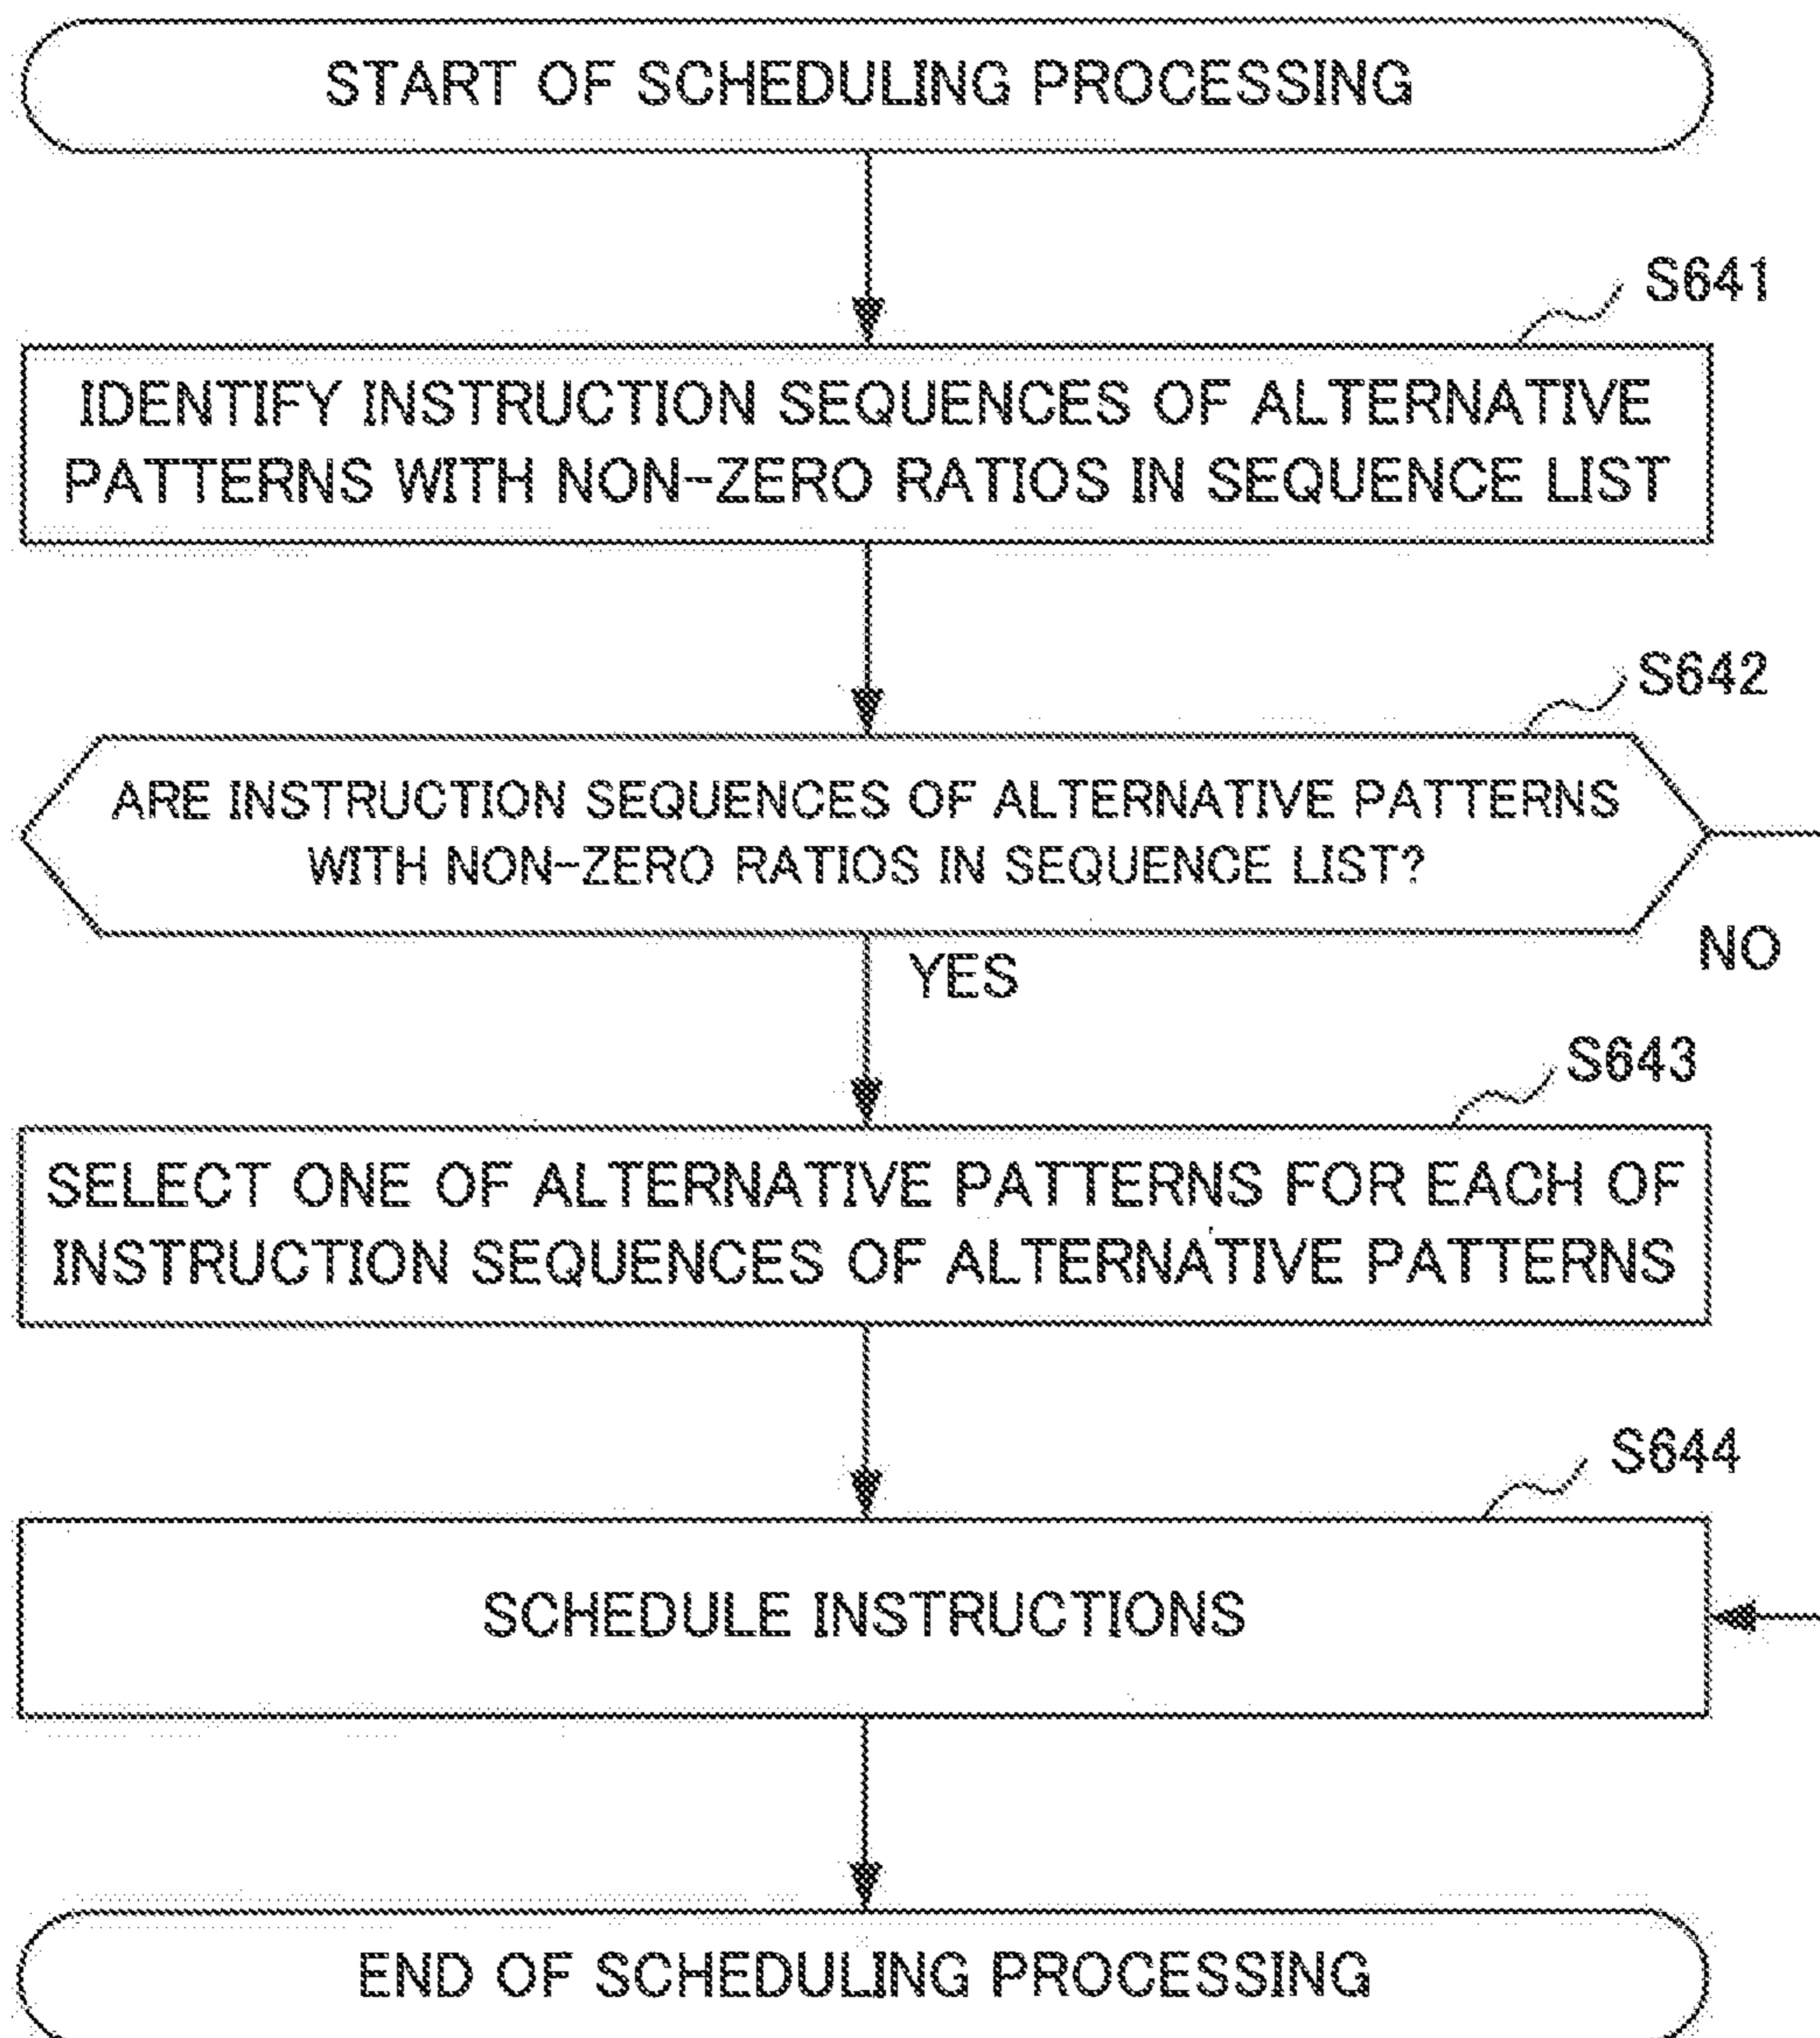 START OF SCHEDULING PROCESSING
S641
IDENTIFY INSTRUCTION SEQUENCES OF ALTERNATIVE
PATTERNS WITH NON-ZERO RATIOS IN SEQUENCE LIST
S642
ARE INSTRUCTION SEQUENCES OF ALTERNATIVE PATTERNS
WITH NON-ZERO RATIOS IN SEQUENCE LIST?
NO
YES
S643
SELECT ONE OF ALTERNATIVE PATTERNS FOR EACH OF
INSTRUCTION SEQUENCES OF ALTERNATIVE PATTERNS
S644
SCHEDULE INSTRUCTIONS
END OF SCHEDULING PROCESSING